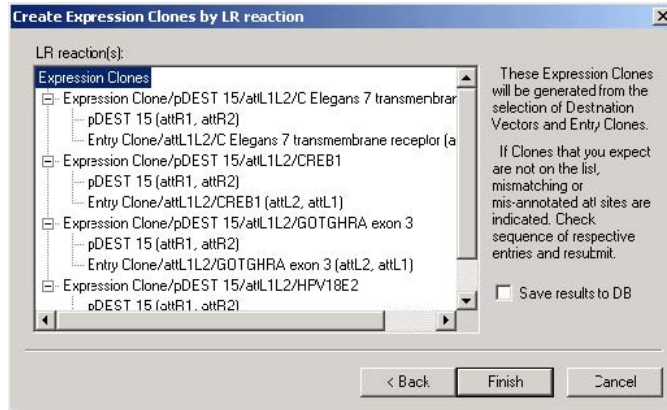 Create Expression Clones by LR reaction
LR reaction(s):
Expression Clones
Expression Clone/pDEST 15/attL1L2/C Elegans 7 transmembrar
pDEST 15 (attR1, attR2)
Entry Clone/attL1L2/C Elegans 7 transmembrane receptor (a
Expression Clone/pDEST 15/attL1L2/CREB1
pDEST 15 (attR1, attR2)
Entry Clone/attL1L2/CREB1 (attL2, attL1)
Expression Clone/pDEST 15/attL1L2/GOTGHRA exon 3
pDEST 15 (attR1, attR2)
Entry Clone/attL1L2/GOTGHRA exon 3 (attL2, attL1)
Expression Clone/pDEST 15/attL1L2/HPV18E2
pDEST 15 (attR1, attR2)
These Expression Clones
will be generated from the
selection of Destination
Vectors and Entry Clones.
If Clones that you expect
are not on the list,
mismatching or
mis-annotated att sites are
indicated. Check
sequence of respective
entries and resubmit.
Save results to DB
< Back
Finish
Cancel